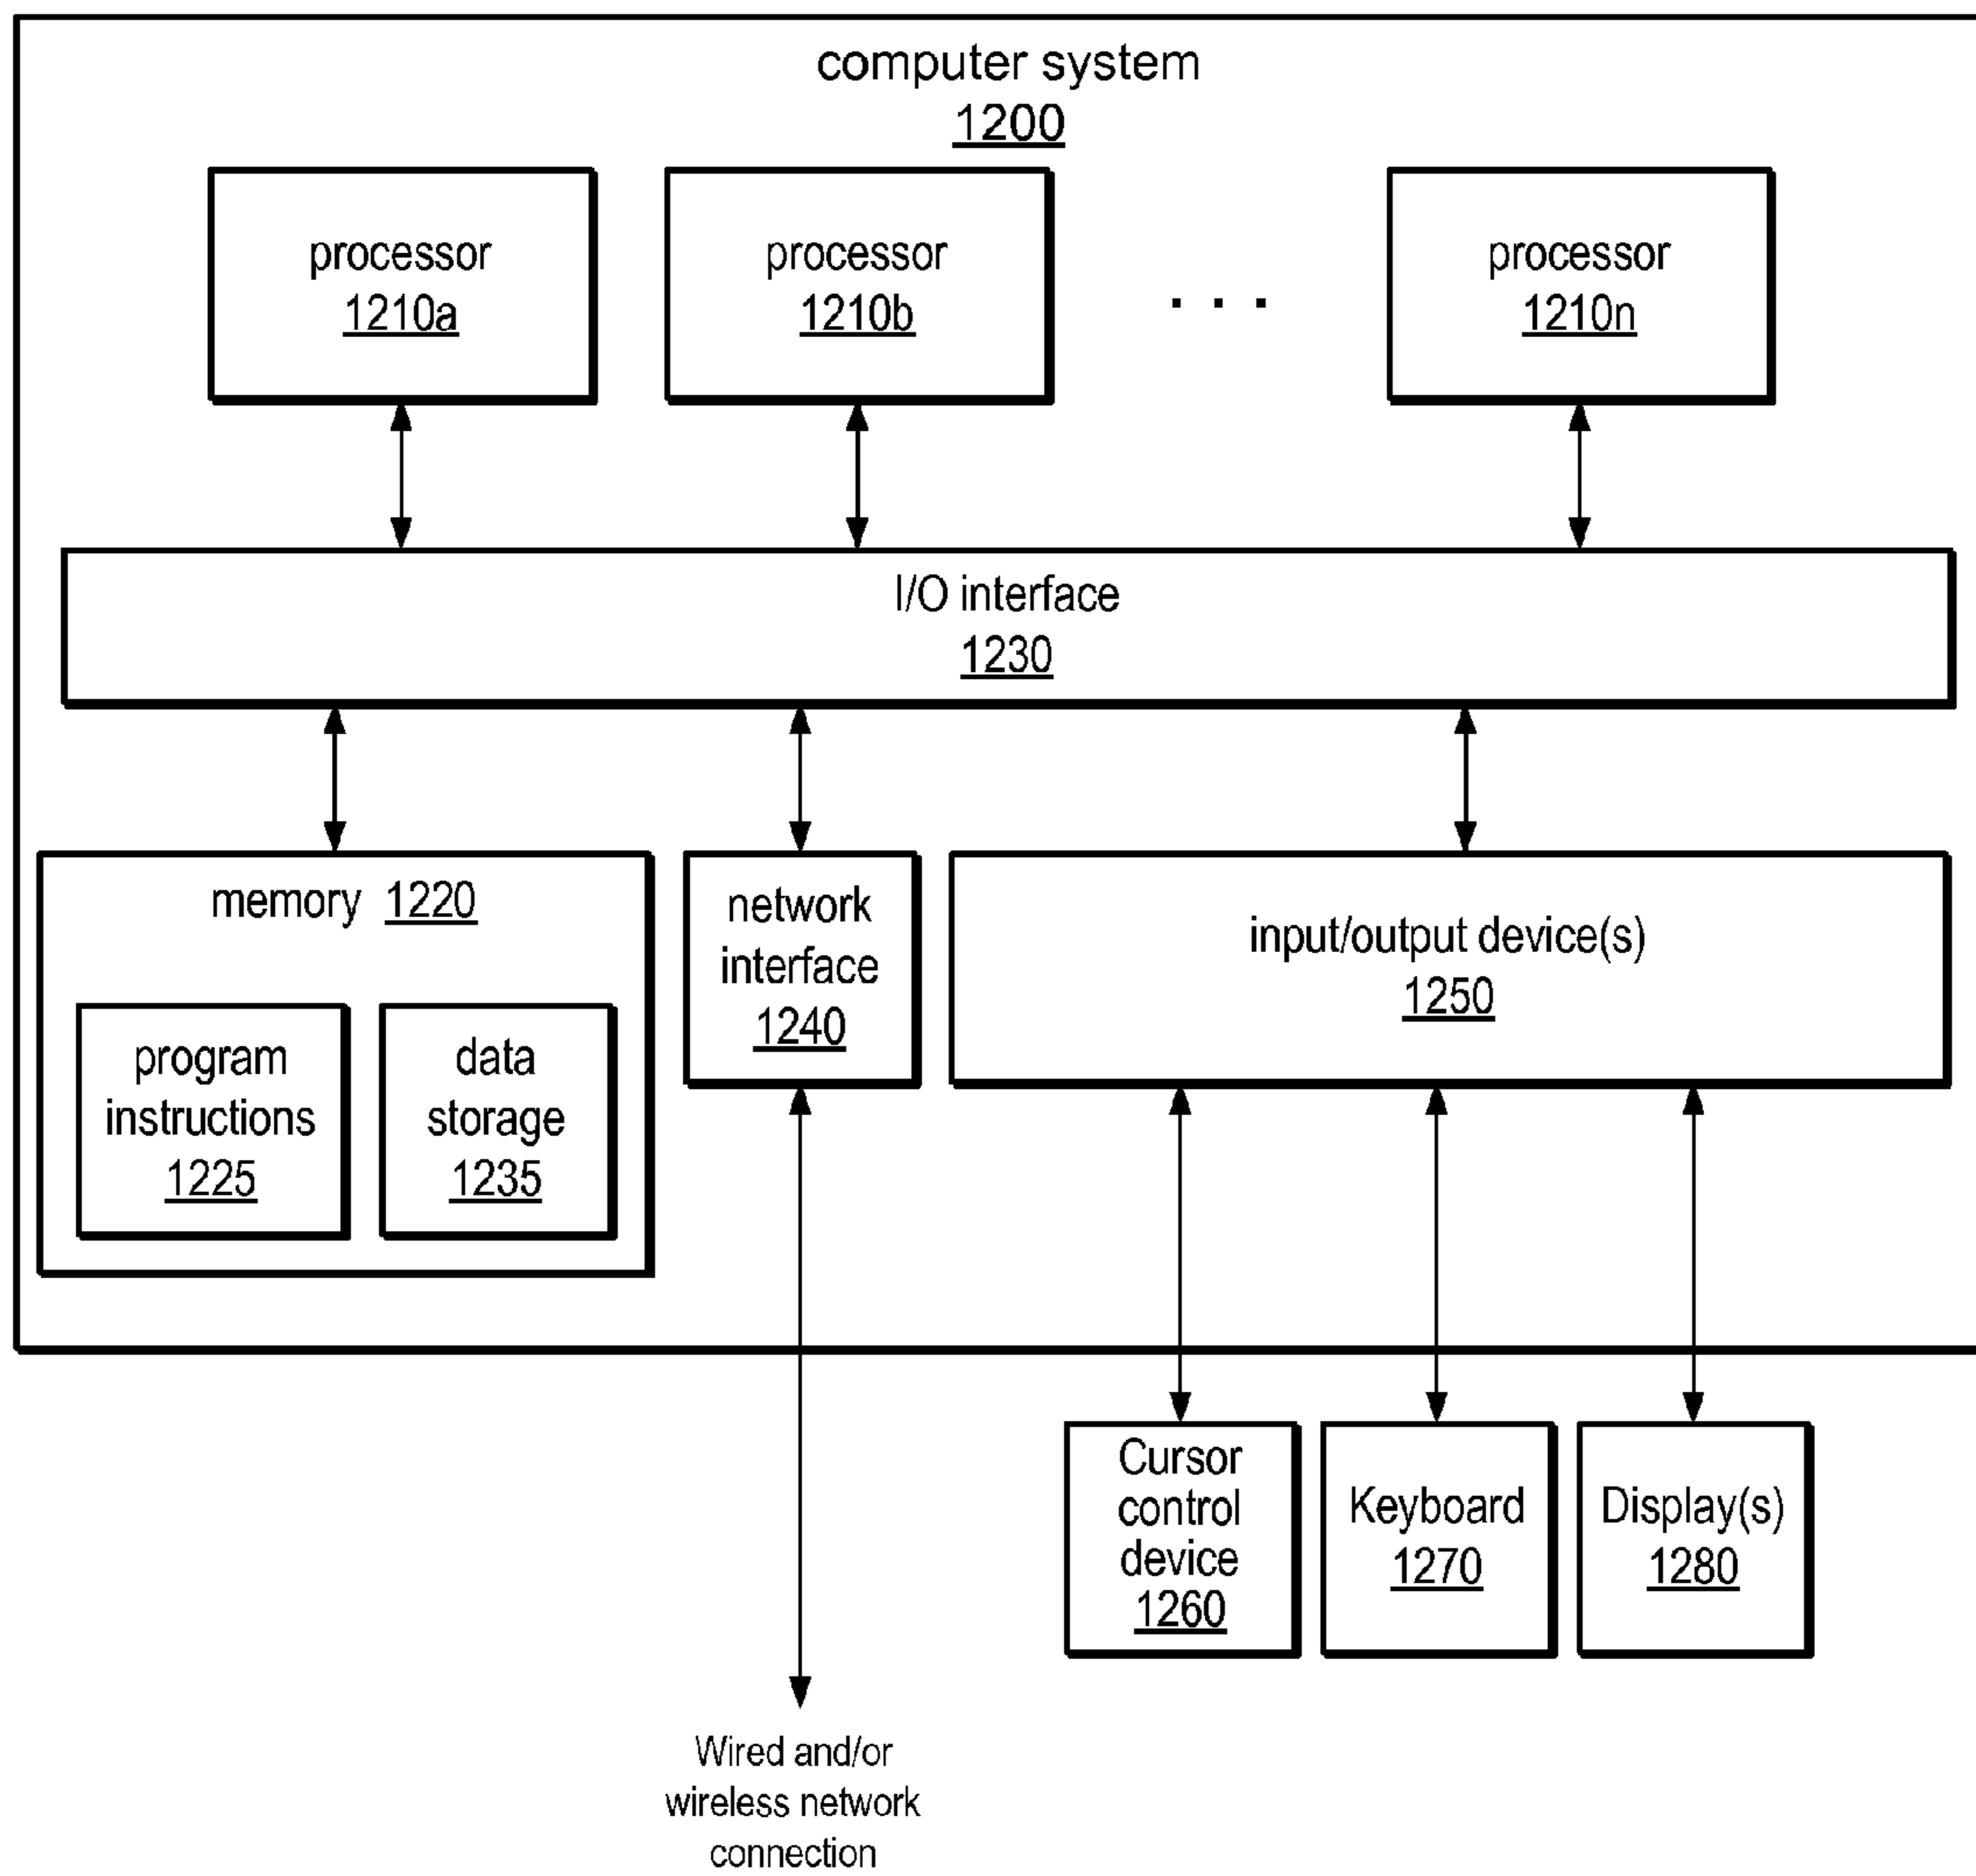 computer system
1200
processor
1210a
processor
1210b
. . .
processor
1210n
I/O interface
1230
memory 1220
program
instructions
1225
data
storage
1235
network
interface
1240
input/output device(s)
1250
Cursor
control
device
1260
Keyboard
1270
Display(s)
1280
Wired and/or
wireless network
connection